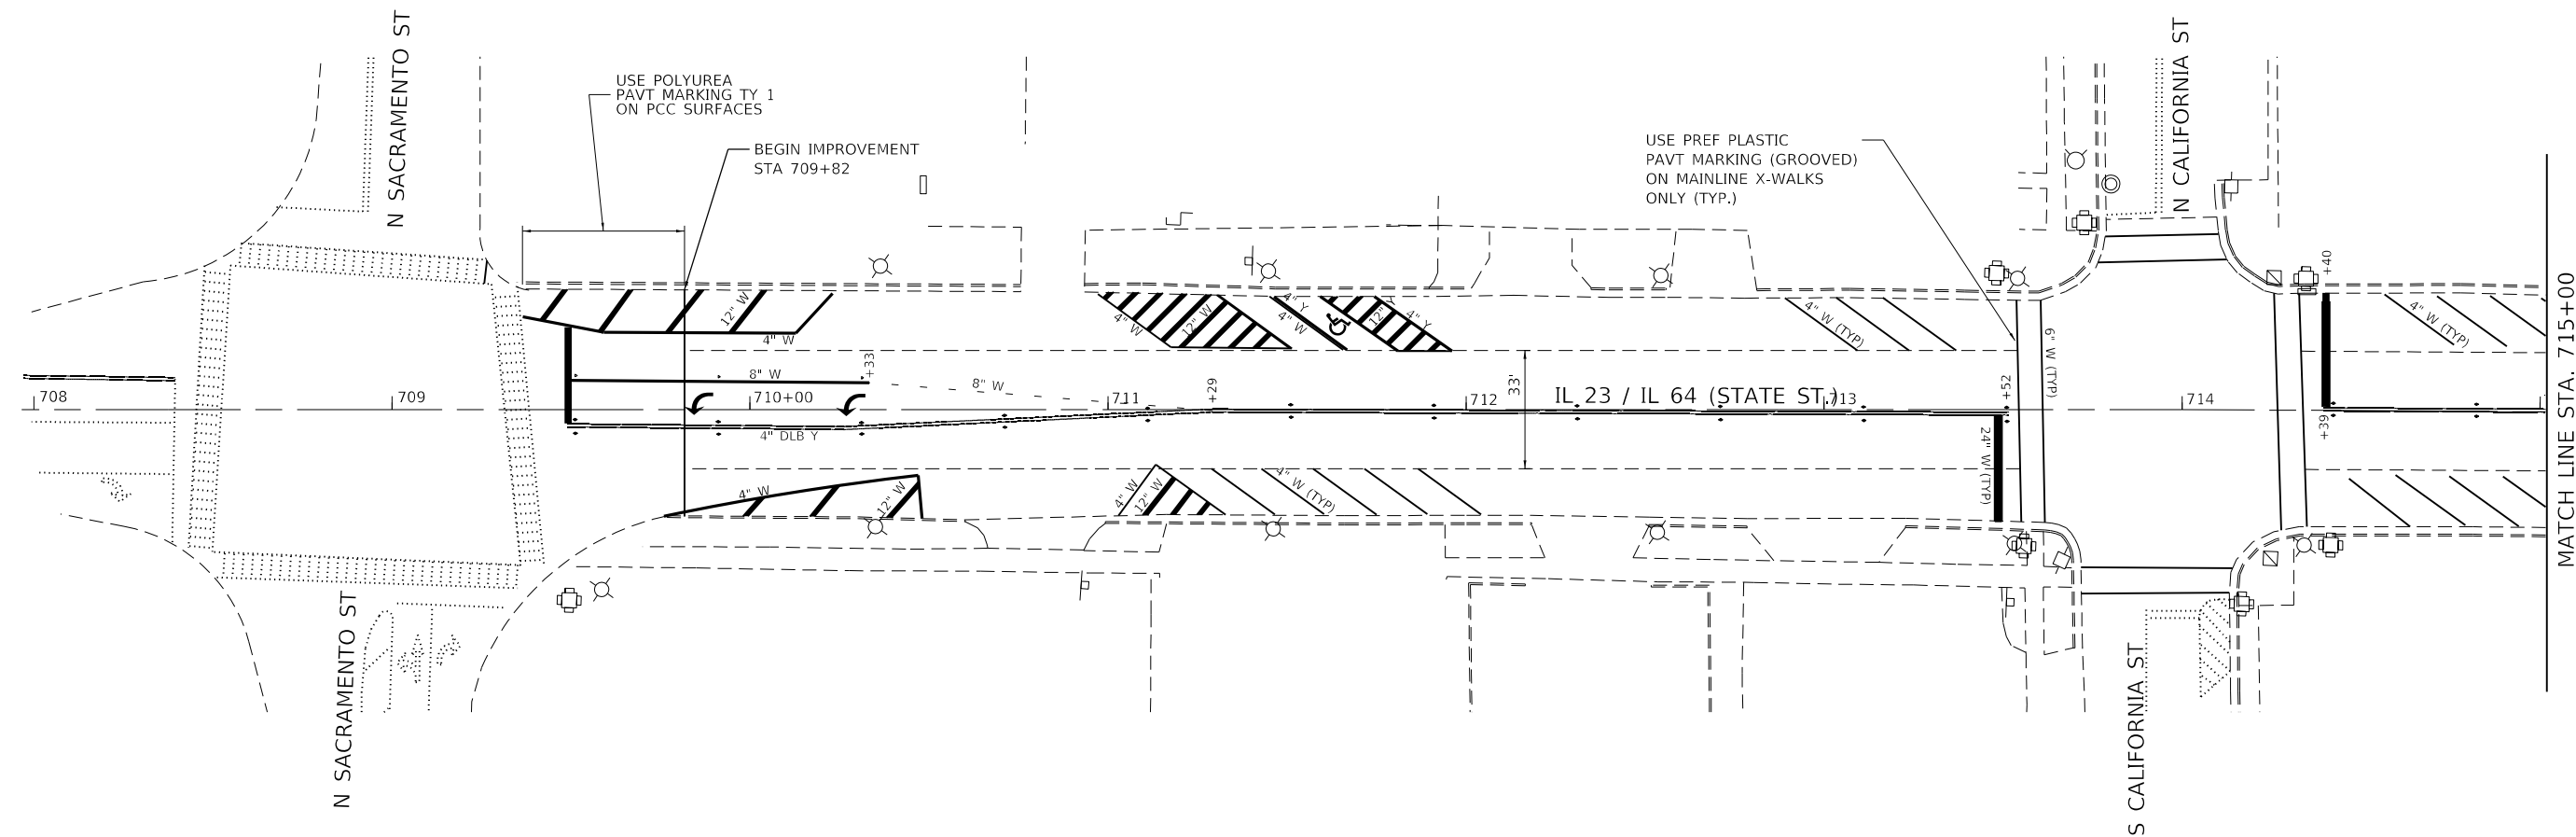 N SACRAMENTO ST
USE POLYUREA
PAVT MARKING TY 1
ON PCC SURFACES
BEGIN IMPROVEMENT
STA 709+82
USE PREF PLASTIC
PAVT MARKING (GROOVED)
ON MAINLINE X-WALKS
ONLY (TYP.)
N CALIFORNIA ST
+40
12" W
4" W
4" W
12" W
4" Y
4" W
12" Y
4" Y
4" W (TYP)
6" W (TYP)
4" W (TYP)
8" W
+33
8" W
+29
33'
+52
708
709
710+00
711
712
IL 23 / IL 64 (STATE ST.)
713
714
+39
4" DLB Y
4" W
12" W
4" W
12" W
4" W (TYP)
24" W (TYP)
MATCH LINE STA. 715+00
N SACRAMENTO ST
S CALIFORNIA ST